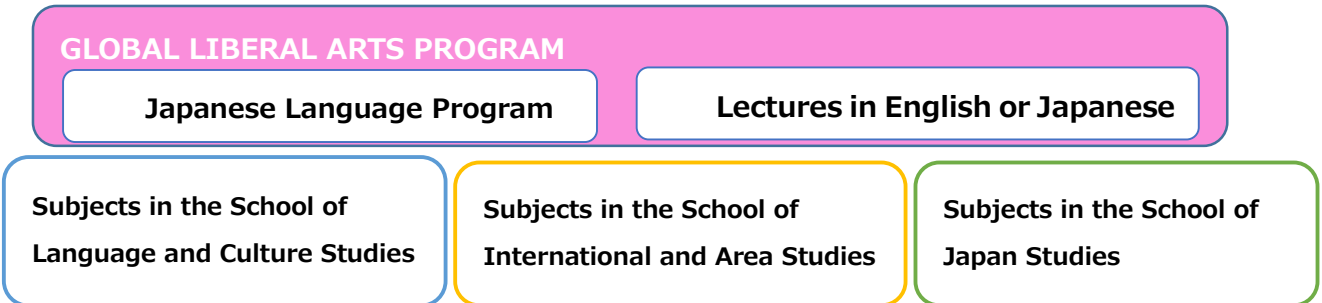 GLOBAL LIBERAL ARTS PROGRAM
Japanese Language Program
Lectures in English or Japanese
Subjects in the School of
Language and Culture Studies
Subjects in the School of
International and Area Studies
Subjects in the School of
Japan Studies